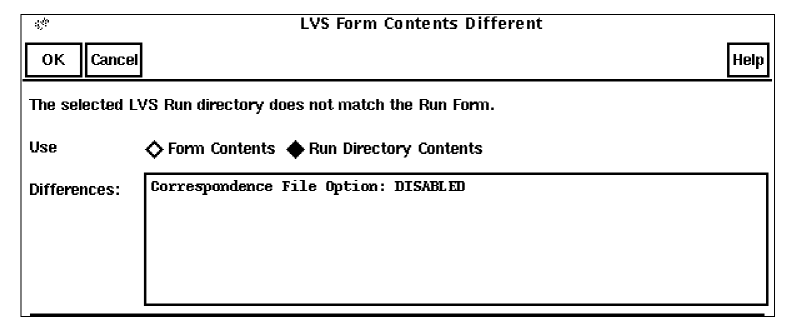 LVS Form Contents Different
OK Cancel Help
The selected LVS Run directory does not match the Run Form.
Use Form Contents Run Directory Contents
Differences: Correspondence File Option: DISABLED